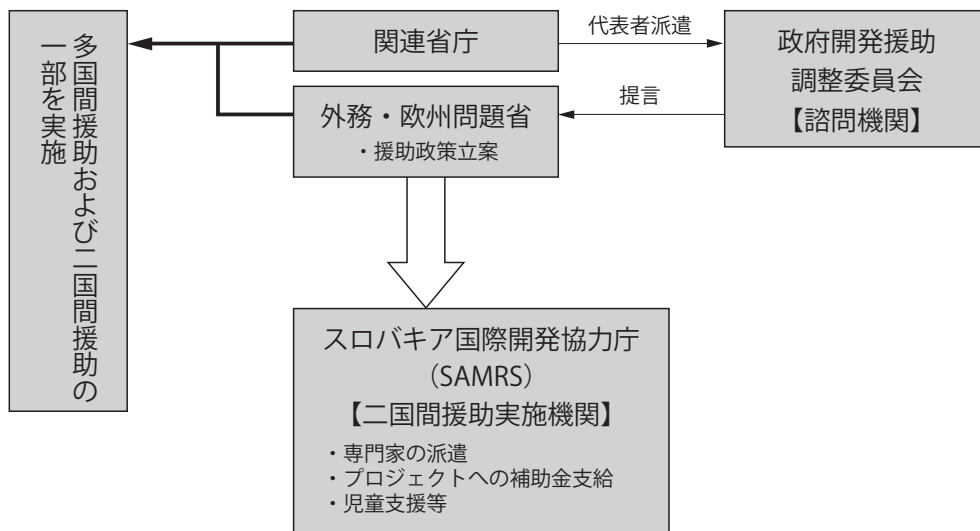 多国間援助および二国間援助の
一部を実施
関連省庁
代表者派遣
政府開発援助
調整委員会
【諮問機関】
提言
外務・欧州問題省
・援助政策立案
スロバキア国際開発協力庁
（SAMRS）
【二国間援助実施機関】
・専門家の派遣
・プロジェクトへの補助金支給
・児童支援等